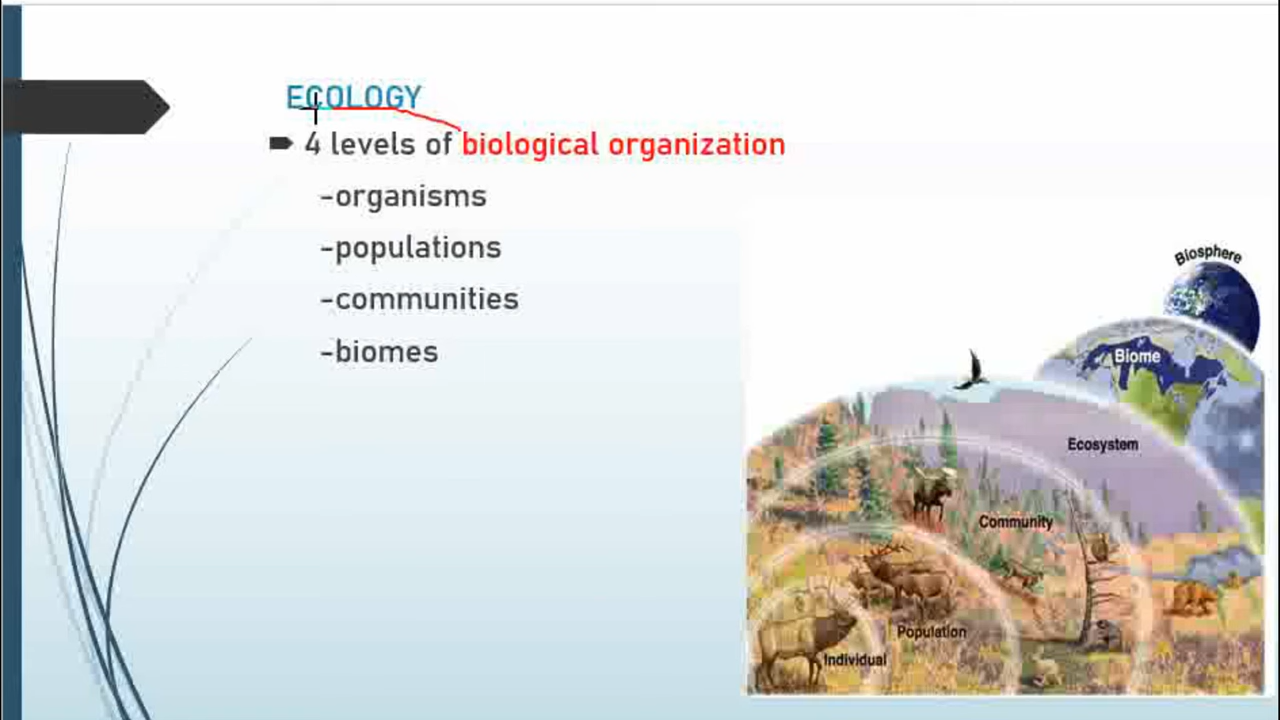 ECOLOGY
4 levels of biological organization
-organisms
-populations
-communities
-biomes
Biosphere
Biome
Ecosystem
Community
Population
Individual